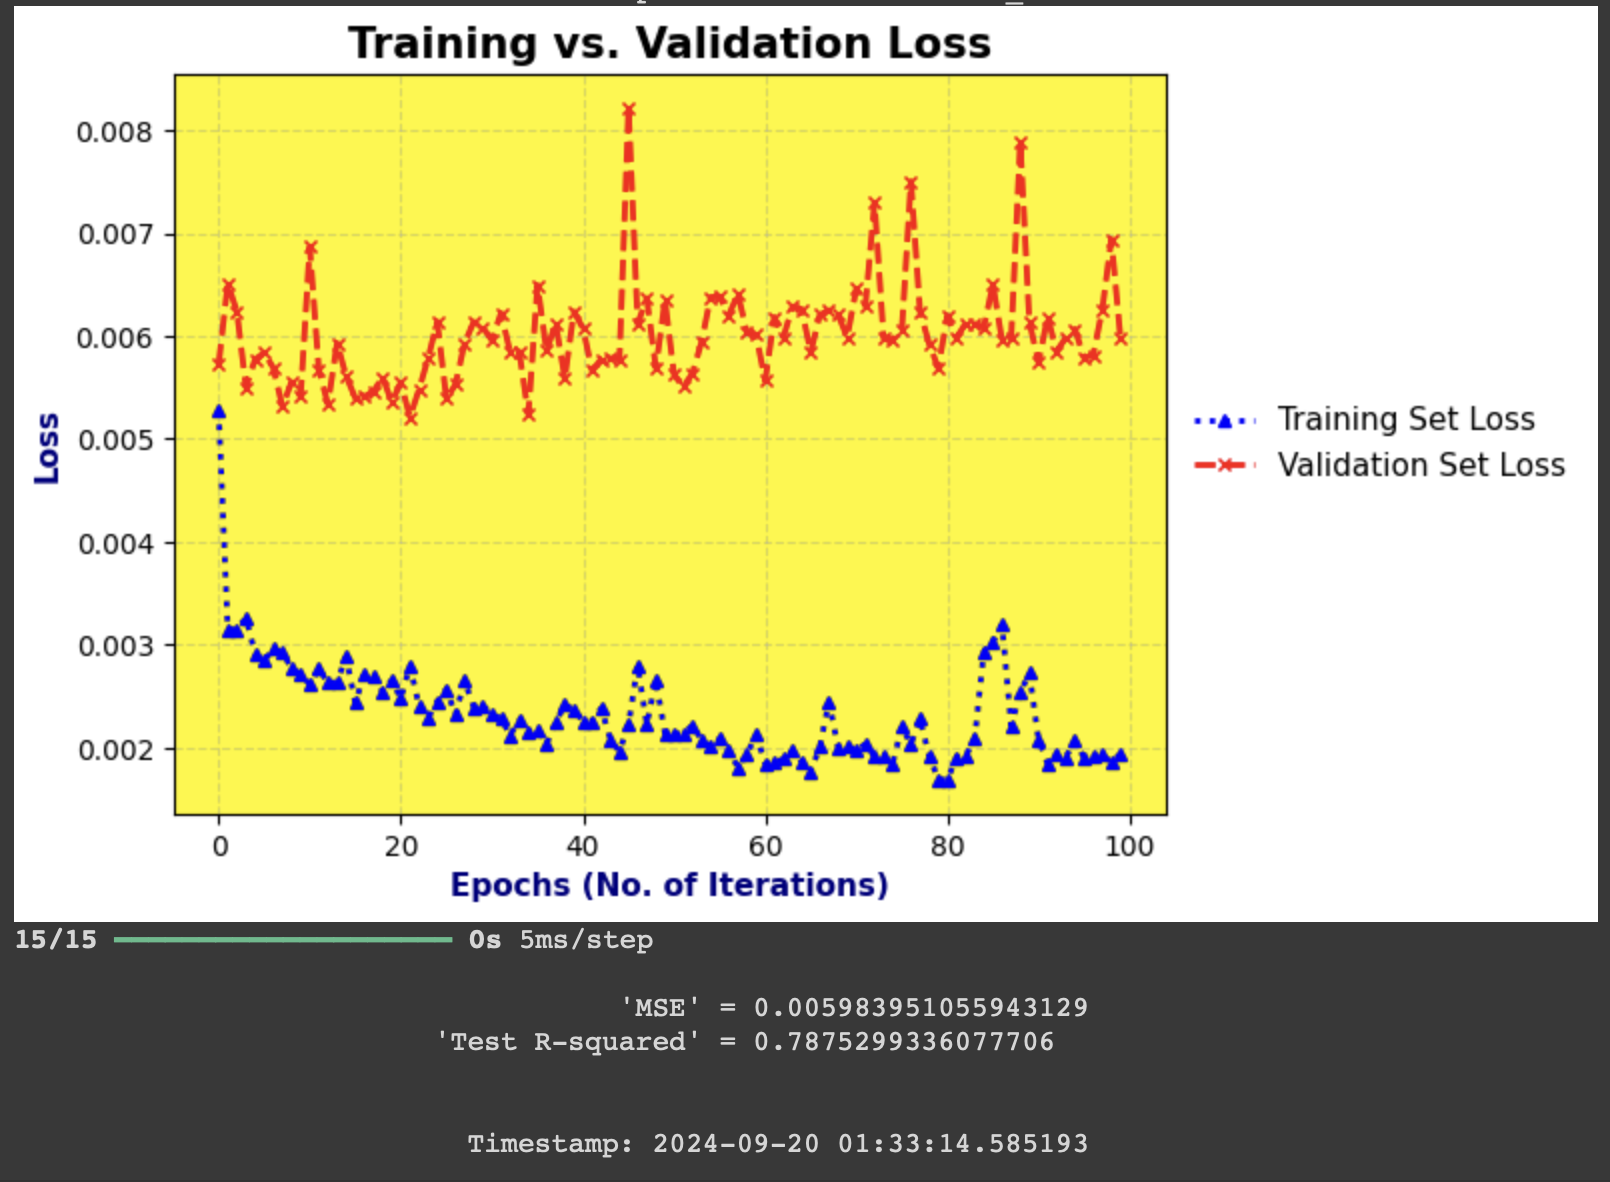 Training vs. Validation Loss
0.008
0.007
0.006
0.005
0.004
0.003
0.002
Loss
0 20 40 60 80 100
Epochs (No. of Iterations)
Training Set Loss
Validation Set Loss
15/15 0s 5ms/step
'MSE' = 0.005983951055943129
'Test R-squared' = 0.7875299336077706
Timestamp: 2024-09-20 01:33:14.585193